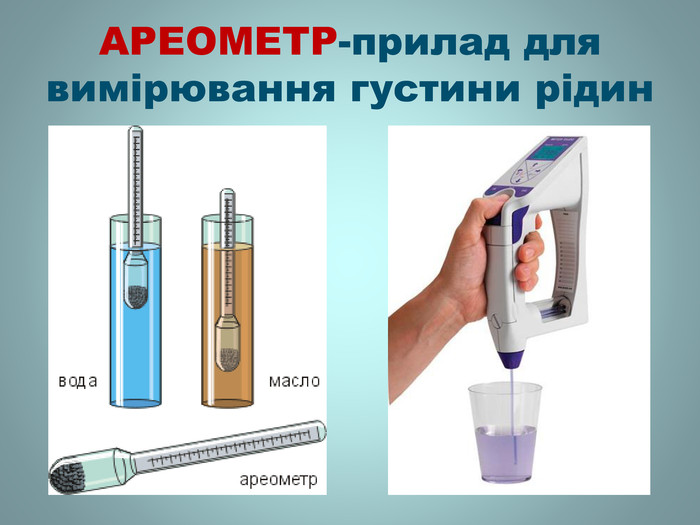 АРЕОМЕТР-прилад для
вимірювання густини рідин
вода
масло
ареометр